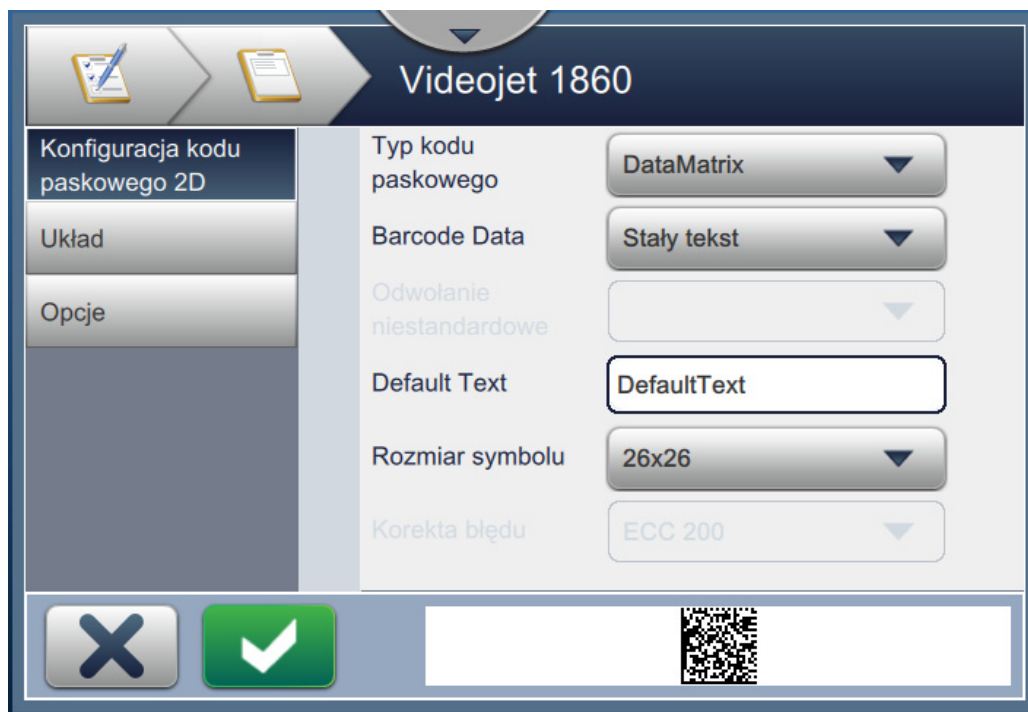 Videojet 1860
Konfiguracja kodu
paskowego 2D
Układ
Opcje
Typ kodu
paskowego
DataMatrix
Barcode Data
Stały tekst
Odwołanie
niestandardowe
Default Text
DefaultText
Rozmiar symbolu
26x26
Korekta błędu
ECC 200